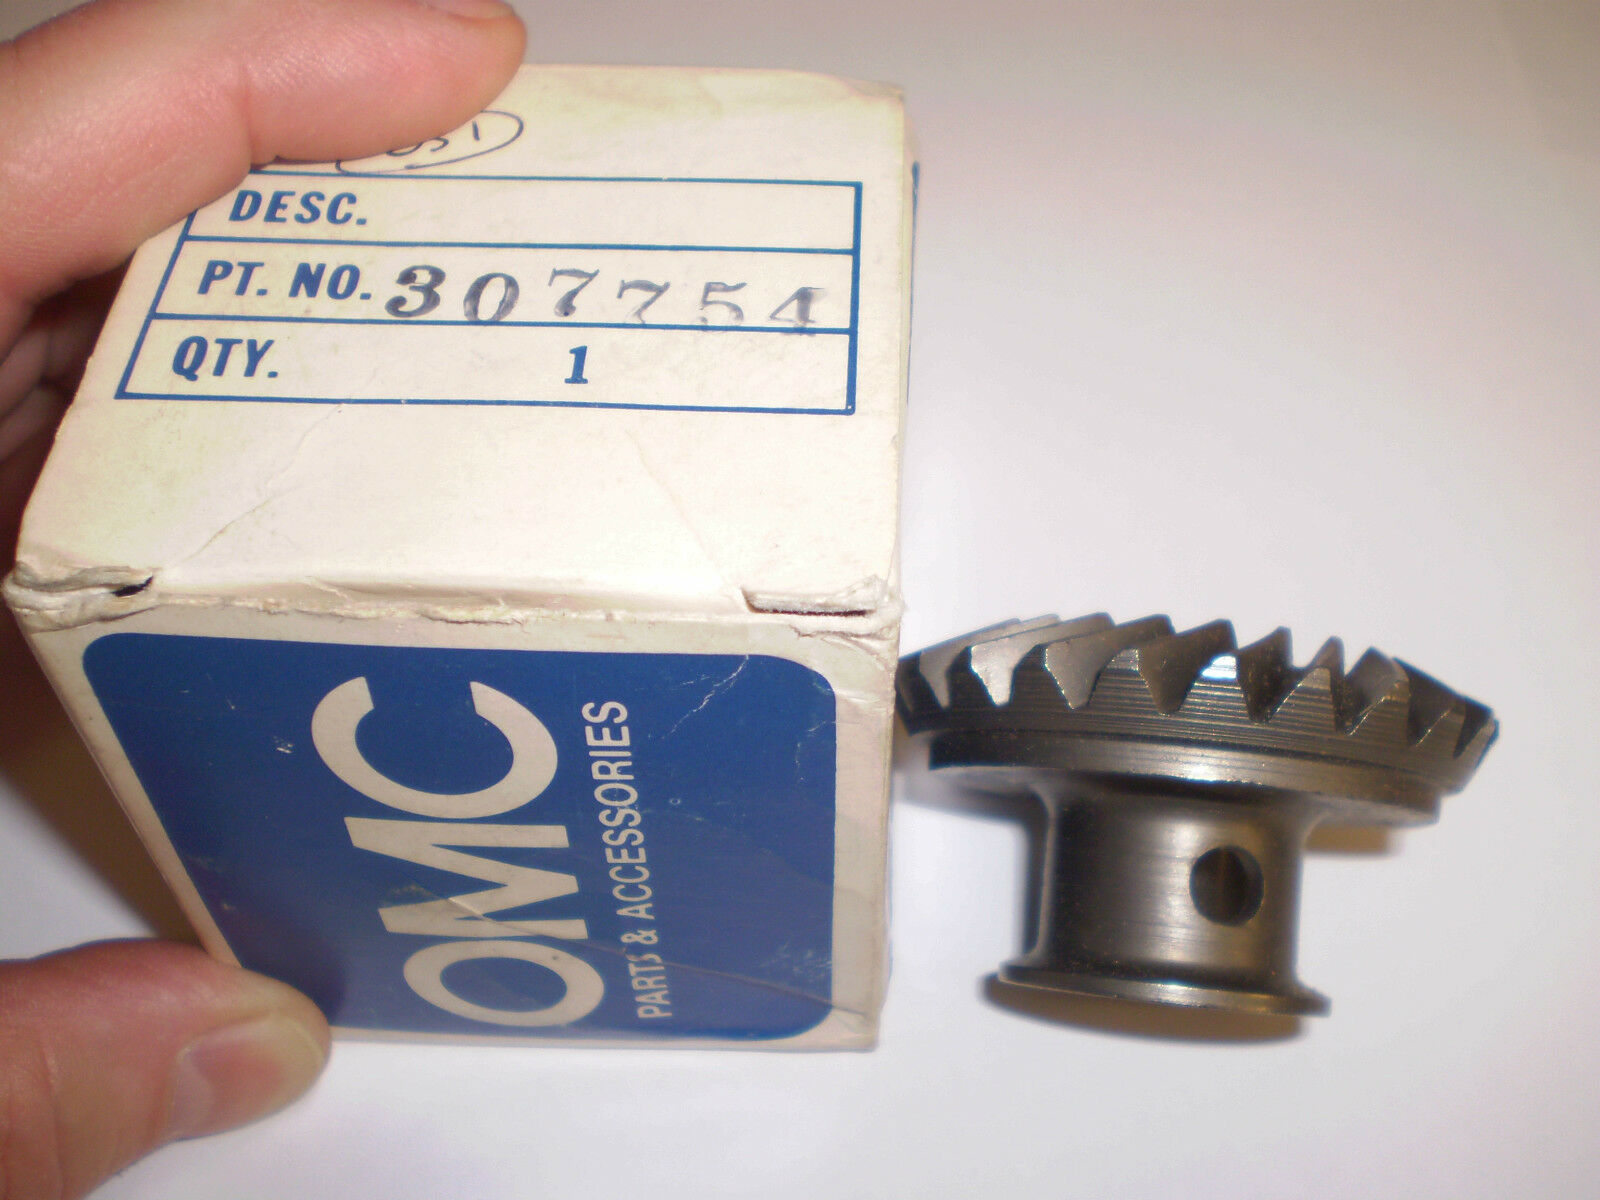 DESC.
PT. NO. 307754
QTY. 1
OMC
PARTS & ACCESSORIES